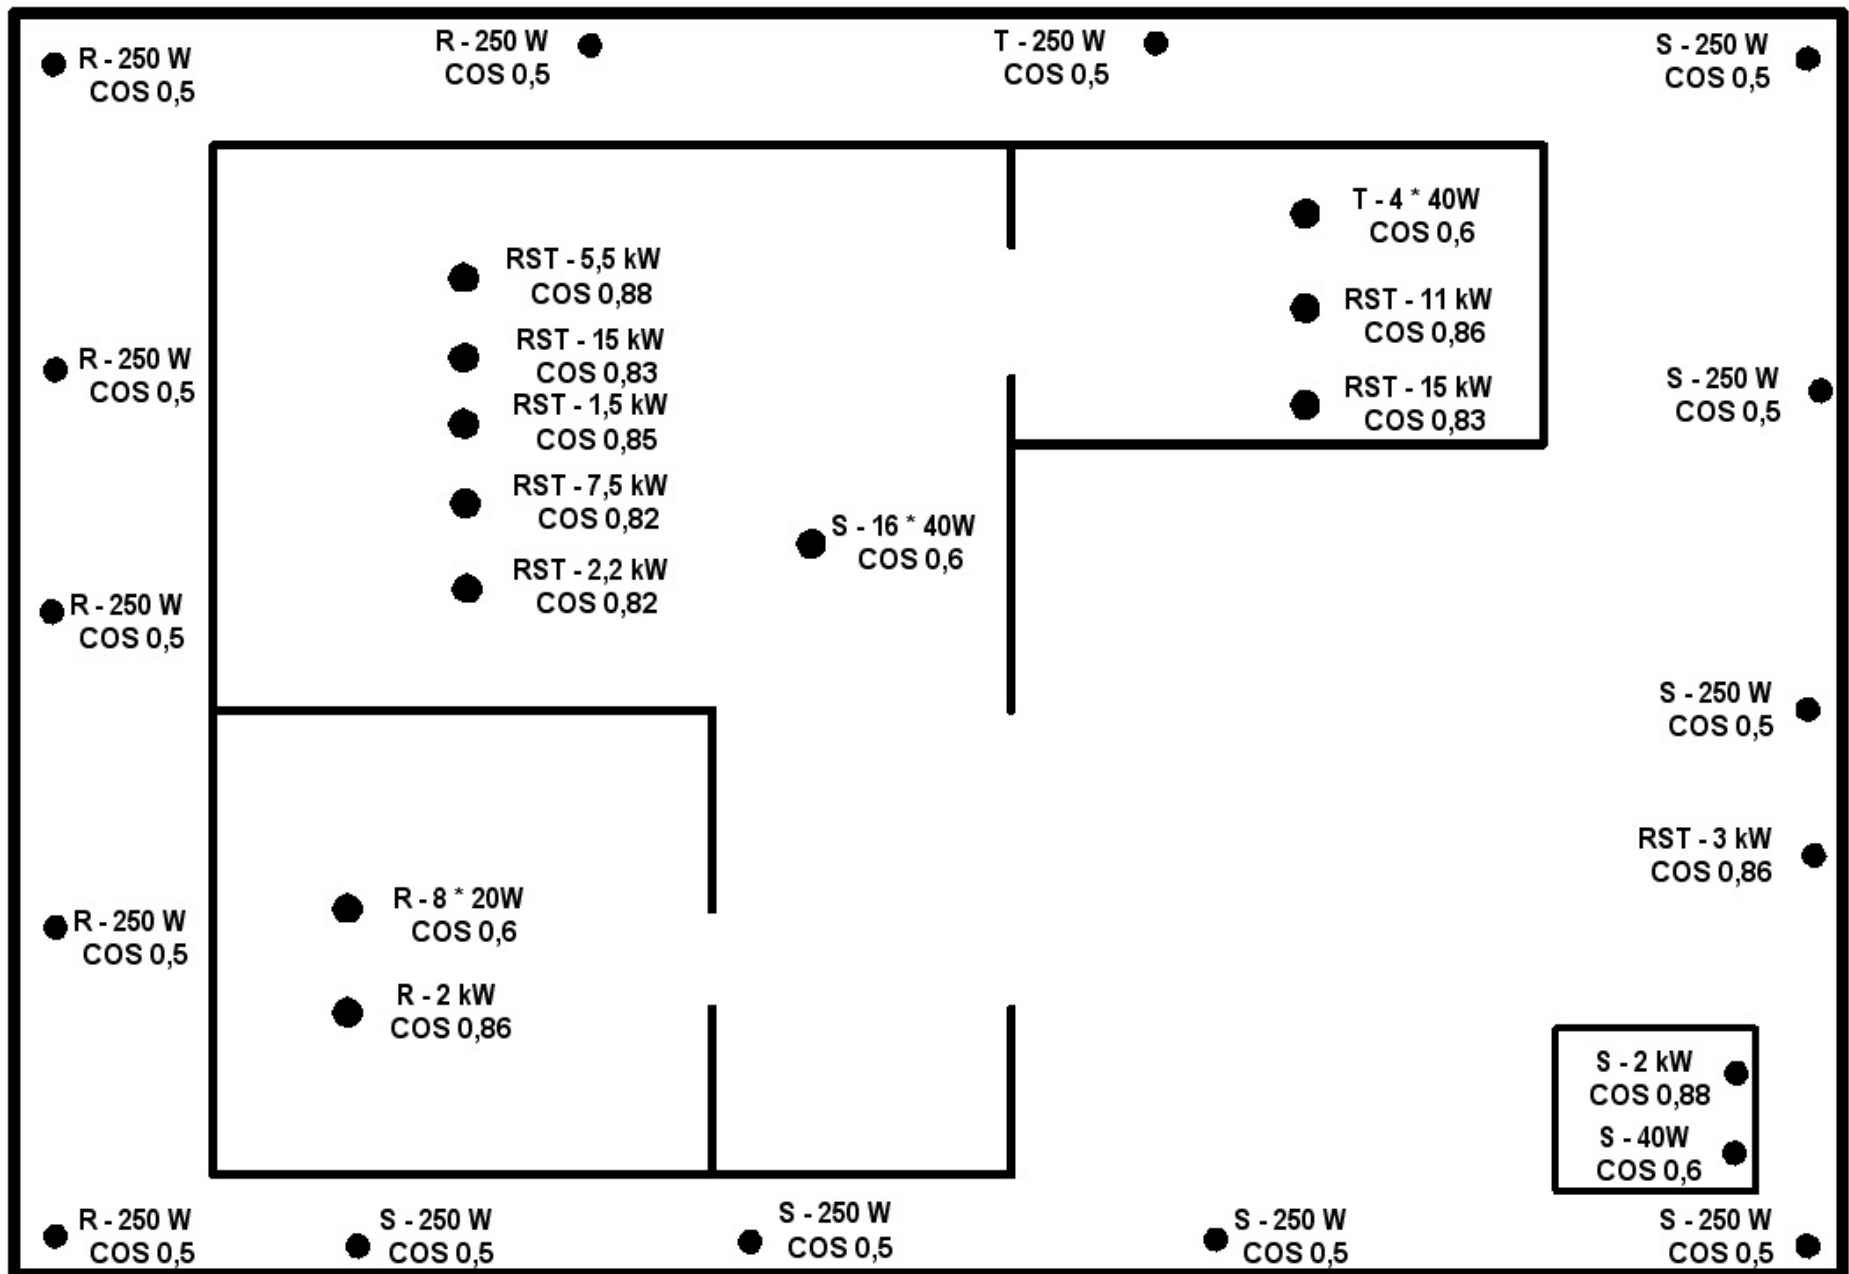 R - 250 W
COS 0,5
R - 250 W
COS 0,5
T - 250 W
COS 0,5
S - 250 W
COS 0,5
T - 4 * 40W
COS 0,6
RST - 5,5 kW
COS 0,88
RST - 11 kW
COS 0,86
RST - 15 kW
COS 0,83
R - 250 W
COS 0,5
RST - 15 kW
COS 0,83
S - 250 W
COS 0,5
RST - 1,5 kW
COS 0,85
RST - 7,5 kW
COS 0,82
S - 16 * 40W
COS 0,6
RST - 2,2 kW
COS 0,82
R - 250 W
COS 0,5
S - 250 W
COS 0,5
RST - 3 kW
COS 0,86
R - 8 * 20W
COS 0,6
R - 250 W
COS 0,5
R - 2 kW
COS 0,86
S - 2 kW
COS 0,88
S - 40W
COS 0,6
R - 250 W
COS 0,5
S - 250 W
COS 0,5
S - 250 W
COS 0,5
S - 250 W
COS 0,5
S - 250 W
COS 0,5